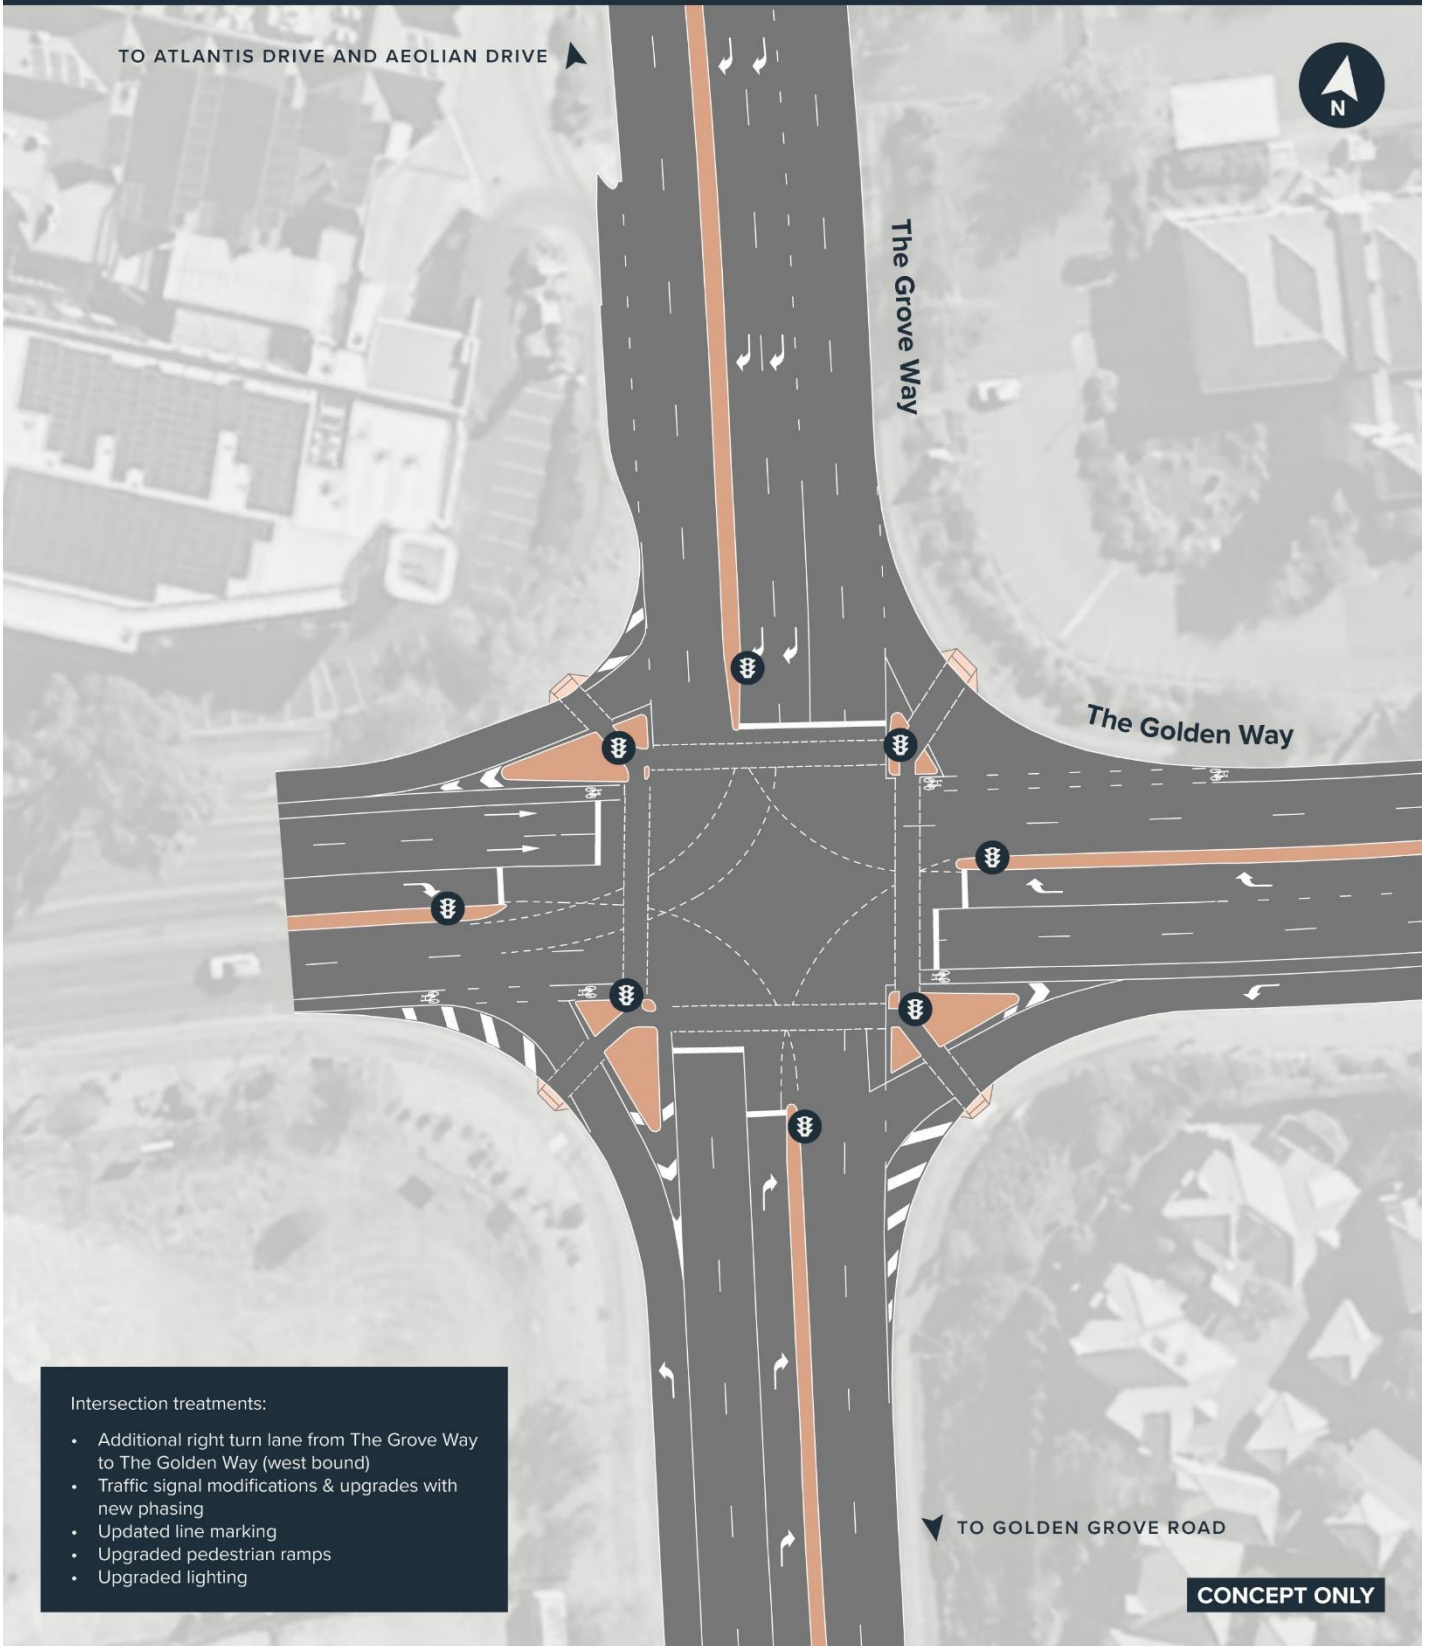 TO ATLANTIS DRIVE AND AEOLIAN DRIVE
N
The Grove Way
The Golden Way
Intersection treatments:
• Additional right turn lane from The Grove Way
to The Golden Way (west bound)
• Traffic signal modifications & upgrades with
new phasing
• Updated line marking
• Upgraded pedestrian ramps
• Upgraded lighting
TO GOLDEN GROVE ROAD
CONCEPT ONLY